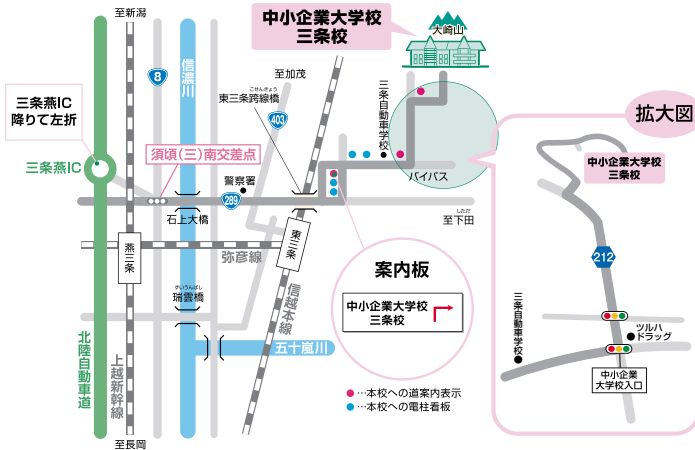 至新潟
8
信濃川
中小企業大学校
三条校
大崎山
至加茂
こせんきょう
東三条跨線橋
403
三条自動車学校
拡大図
三条燕IC
降りて左折
須頃(三)南交差点
三条燕IC
警察署
289
石上大橋
バイパス
しただ
至下田
中小企業大学校
三条校
212
燕三条
弥彦線
東三条
ずいうんばし
瑞雲橋
信越本線
案内板
中小企業大学校
三条校
三条自動車学校
ツルハ
ドラッグ
中小企業
大学校入口
五十嵐川
北陸自動車道
上越新幹線
…本校への道案内表示
…本校への電柱看板
至長岡